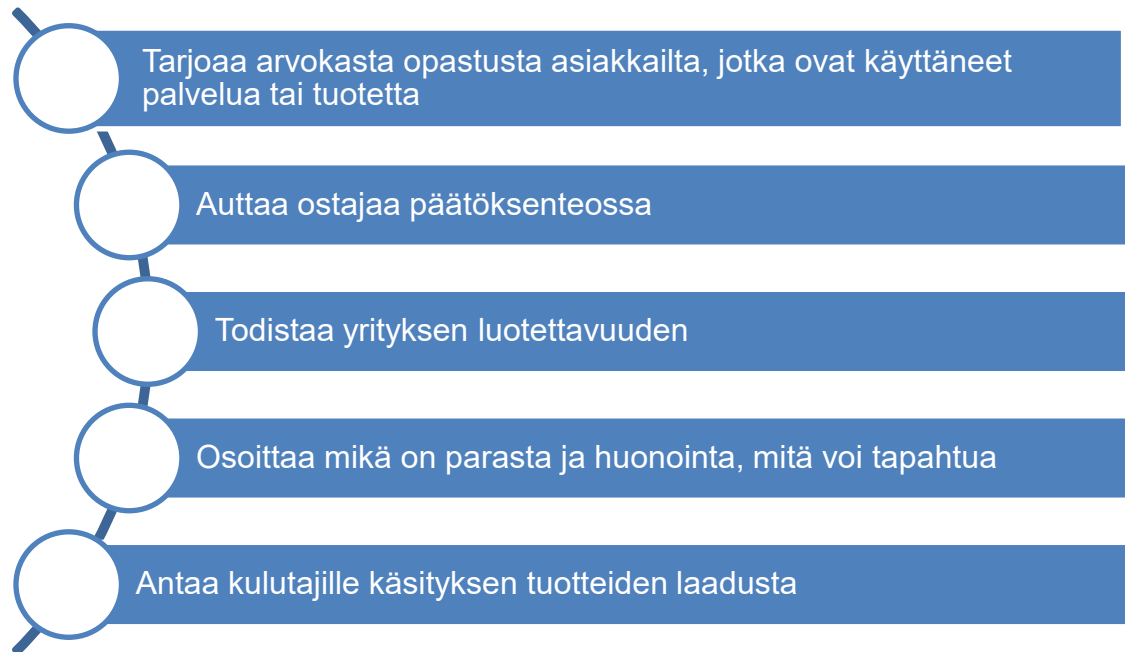 Tarjoaa arvokasta opastusta asiakkailta, jotka ovat käyttäneet
palvelua tai tuotetta
Auttaa ostajaa päätöksenteossa
Todistaa yrityksen luotettavuuden
Osoittaa mikä on parasta ja huonointa, mitä voi tapahtua
Antaa kulutajille käsityksen tuotteiden laadusta